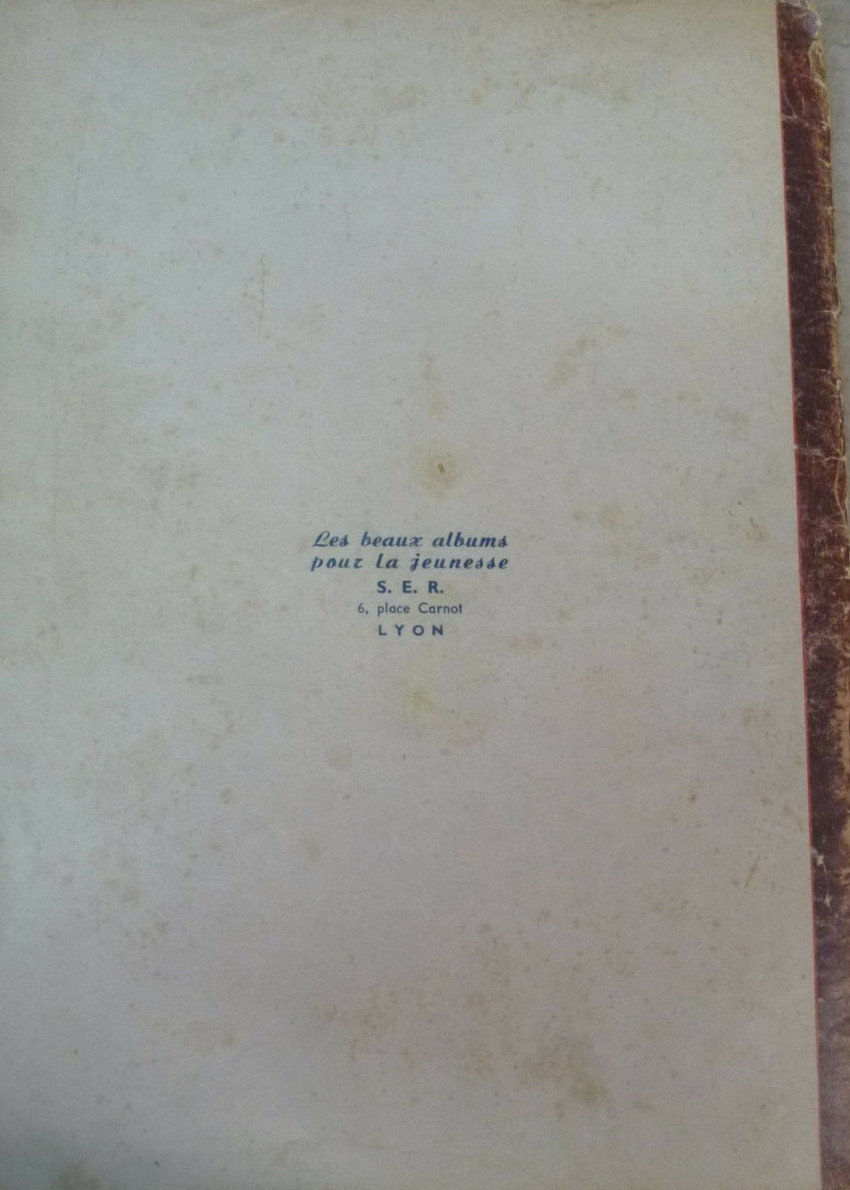 Les beaux albums
pour la jeunesse
S. E. R.
6, place Carnot
LYON